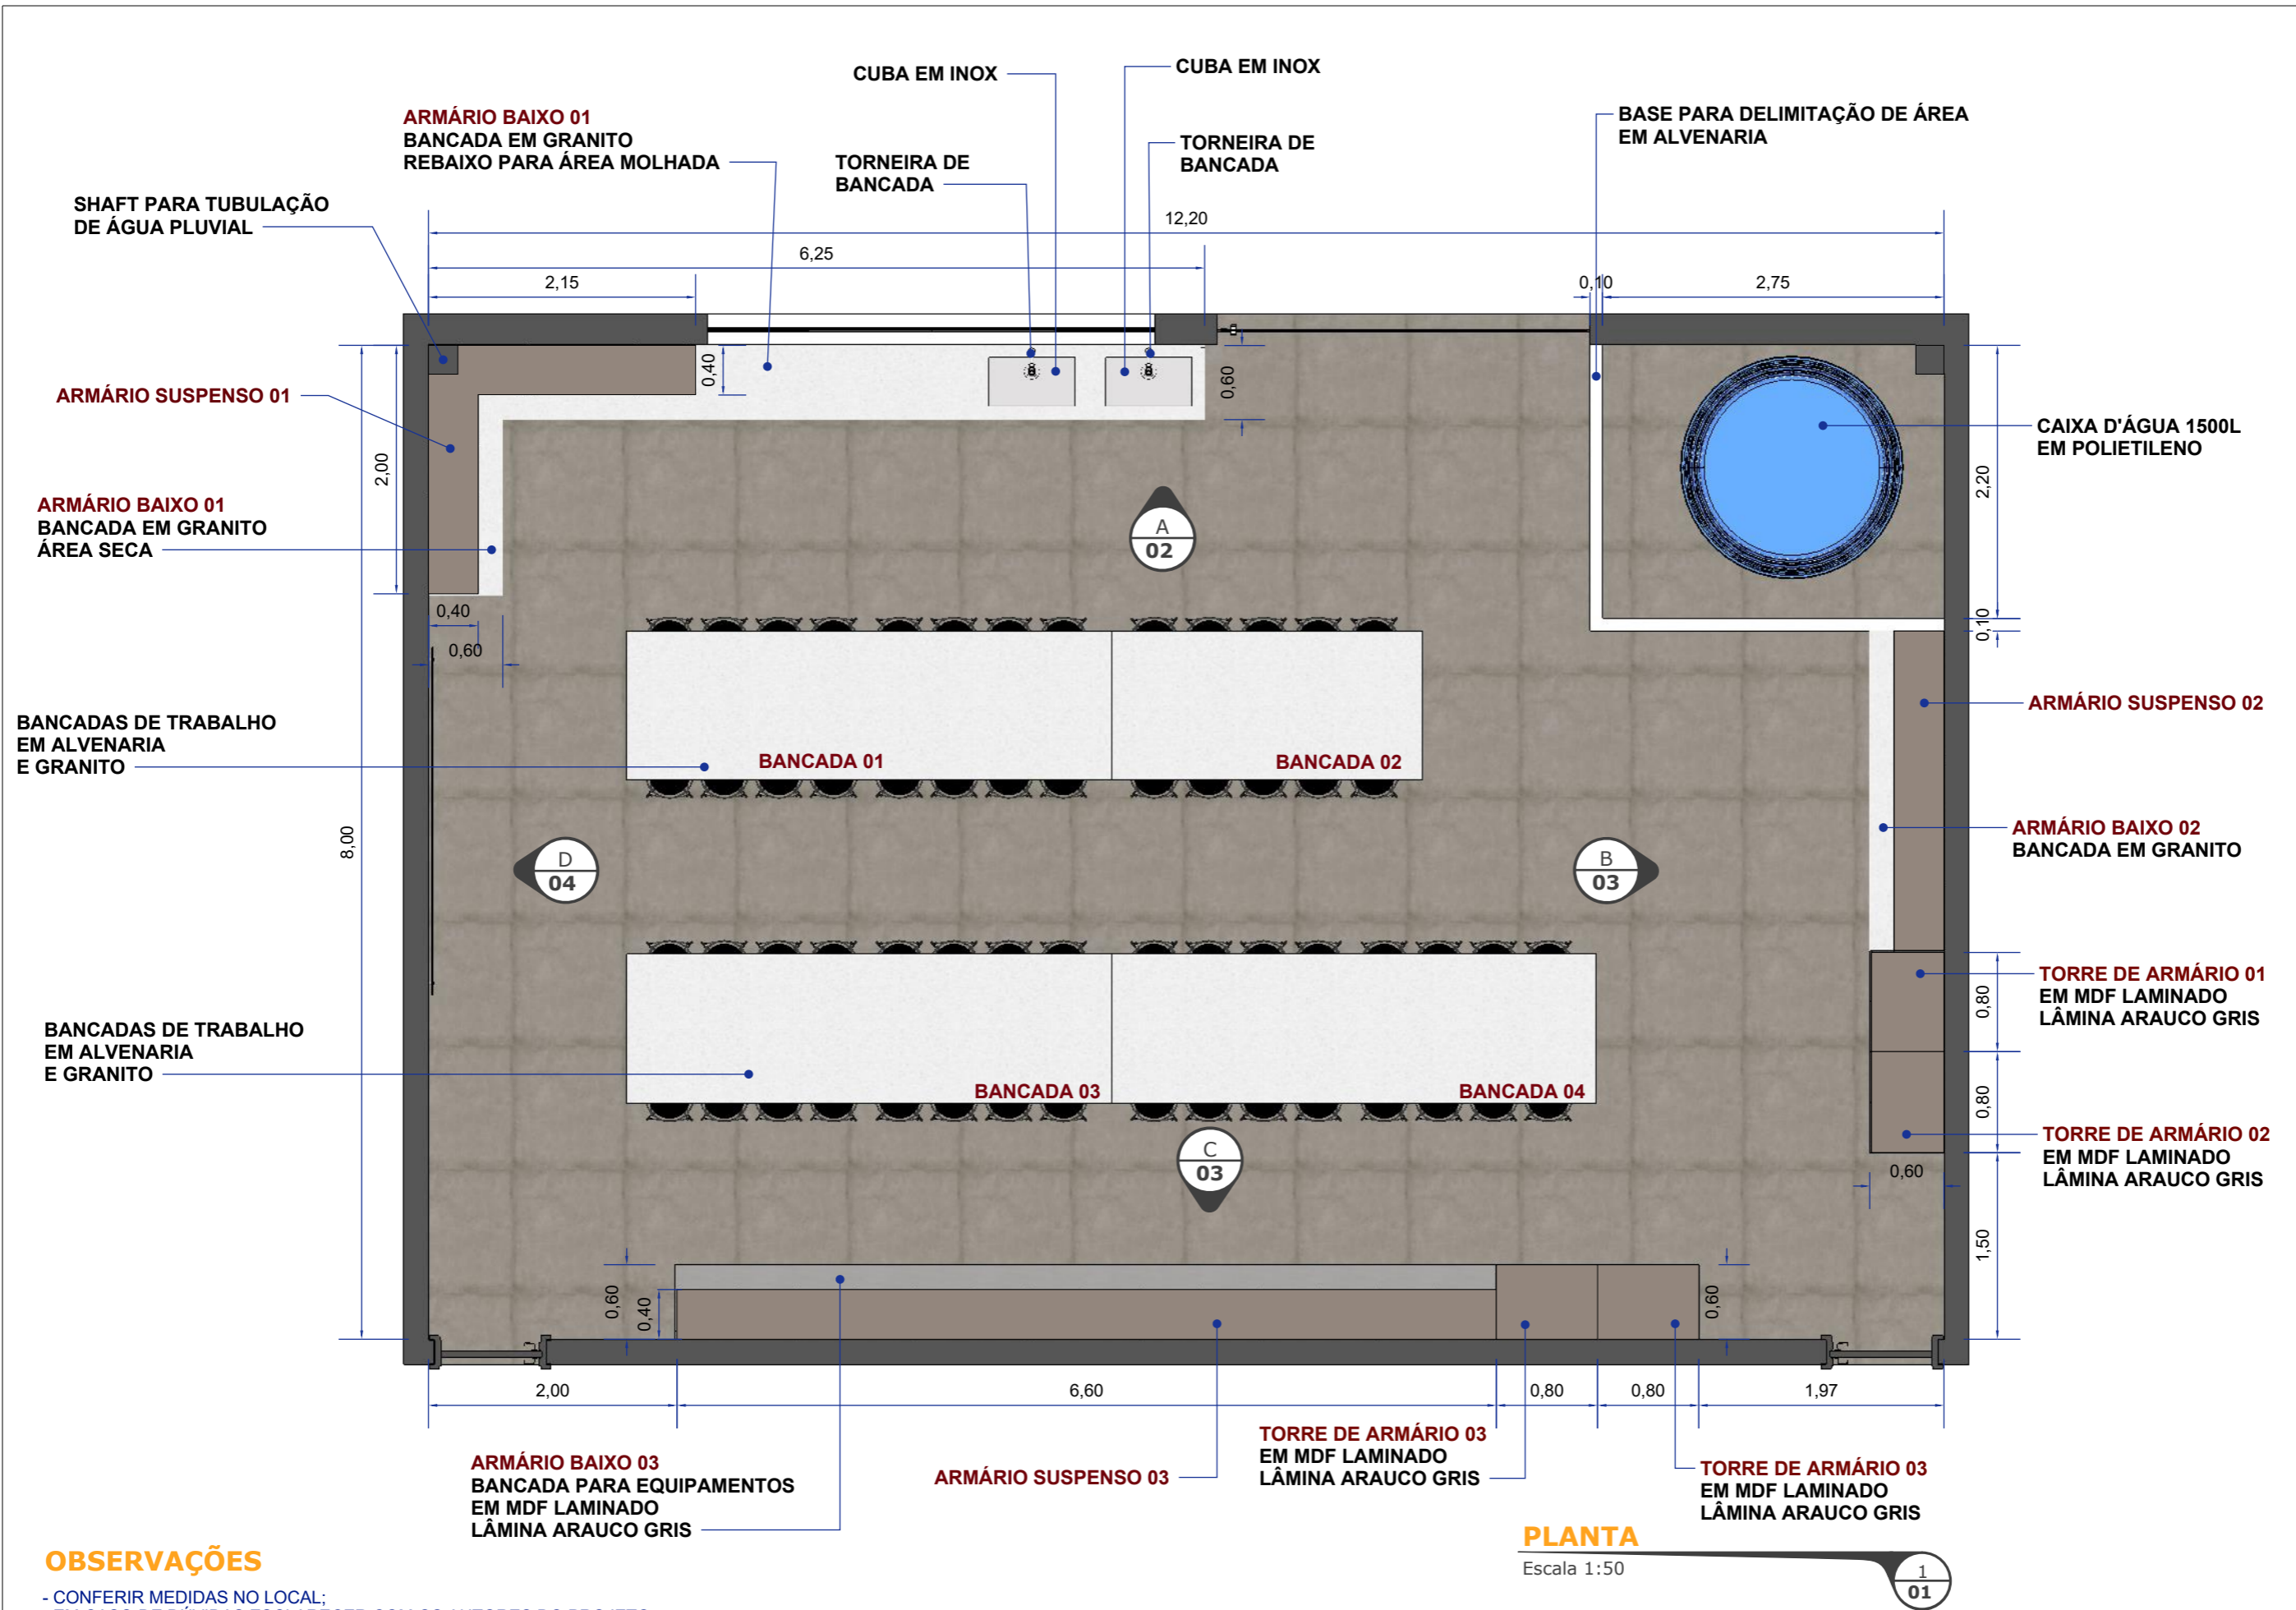 CUBA EM INOX
CUBA EM INOX
ARMÁRIO BAIXO 01
BANCADA EM GRANITO
REBAIXO PARA ÁREA MOLHADA
BASE PARA DELIMITAÇÃO DE ÁREA
EM ALVENARIA
TORNEIRA DE
BANCADA
TORNEIRA DE
BANCADA
SHAFT PARA TUBULAÇÃO
DE ÁGUA PLUVIAL
12,20
6,25
2,15
0,10
2,75
0,40
0,60
ARMÁRIO SUSPENSO 01
2,00
CAIXA D'ÁGUA 1500L
EM POLIETILENO
2,20
ARMÁRIO BAIXO 01
BANCADA EM GRANITO
ÁREA SECA
A
02
0,40
0,60
0,10
ARMÁRIO SUSPENSO 02
BANCADAS DE TRABALHO
EM ALVENARIA
E GRANITO
BANCADA 01
BANCADA 02
8,00
ARMÁRIO BAIXO 02
BANCADA EM GRANITO
D
04
B
03
TORRE DE ARMÁRIO 01
EM MDF LAMINADO
LÂMINA ARAUCO GRIS
0,80
BANCADAS DE TRABALHO
EM ALVENARIA
E GRANITO
BANCADA 03
BANCADA 04
0,80
TORRE DE ARMÁRIO 02
EM MDF LAMINADO
LÂMINA ARAUCO GRIS
C
03
0,60
1,50
0,60
0,40
0,60
2,00
6,60
0,80
0,80
1,97
ARMÁRIO BAIXO 03
BANCADA PARA EQUIPAMENTOS
EM MDF LAMINADO
LÂMINA ARAUCO GRIS
ARMÁRIO SUSPENSO 03
TORRE DE ARMÁRIO 03
EM MDF LAMINADO
LÂMINA ARAUCO GRIS
TORRE DE ARMÁRIO 03
EM MDF LAMINADO
LÂMINA ARAUCO GRIS
PLANTA
Escala 1:50
1
01
OBSERVAÇÕES
- CONFERIR MEDIDAS NO LOCAL;